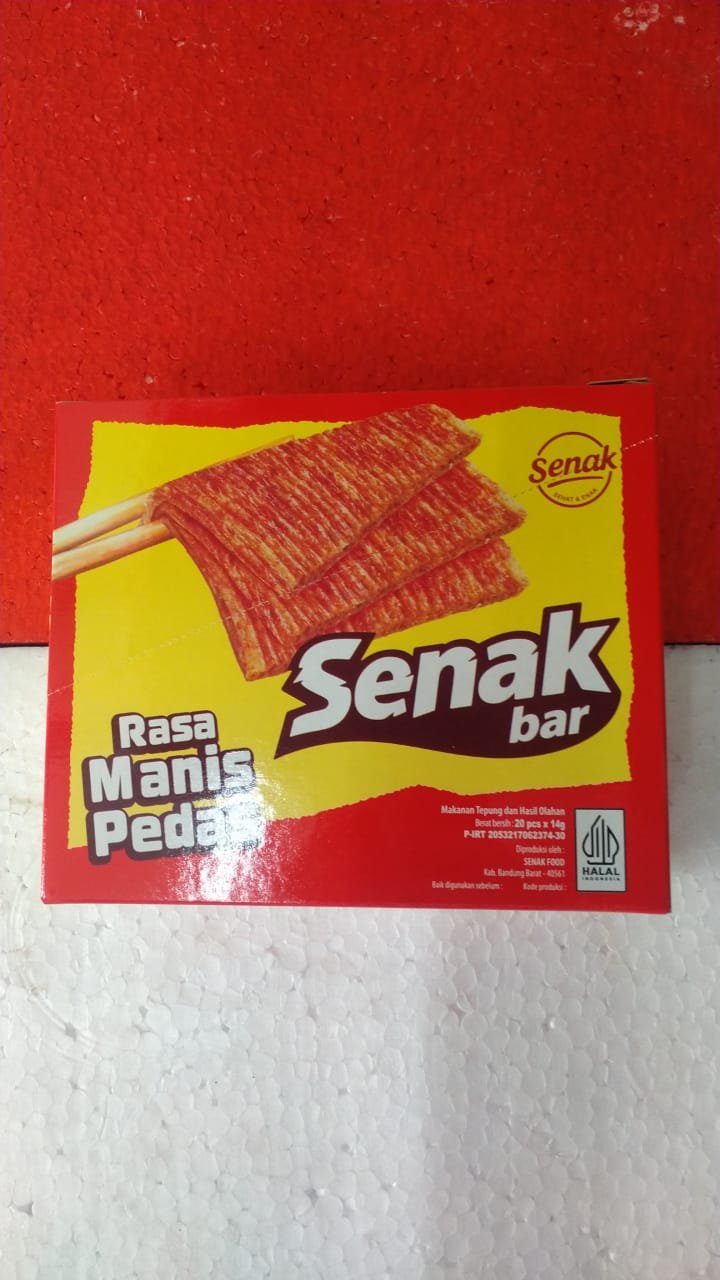 Senak
SEHAT & ENAK
Senak
bar
Rasa
Manis
Pedas
Makanan Tepung dan Hasil Olahan
Berat bersih : 20 pcs x 14g
P-IRT 2053217062374-30
Diproduksi oleh :
SENAK FOOD
Kab. Bandung Barat - 40561
Baik digunakan sebelum : Kode produksi :
HALAL
INDONESIA